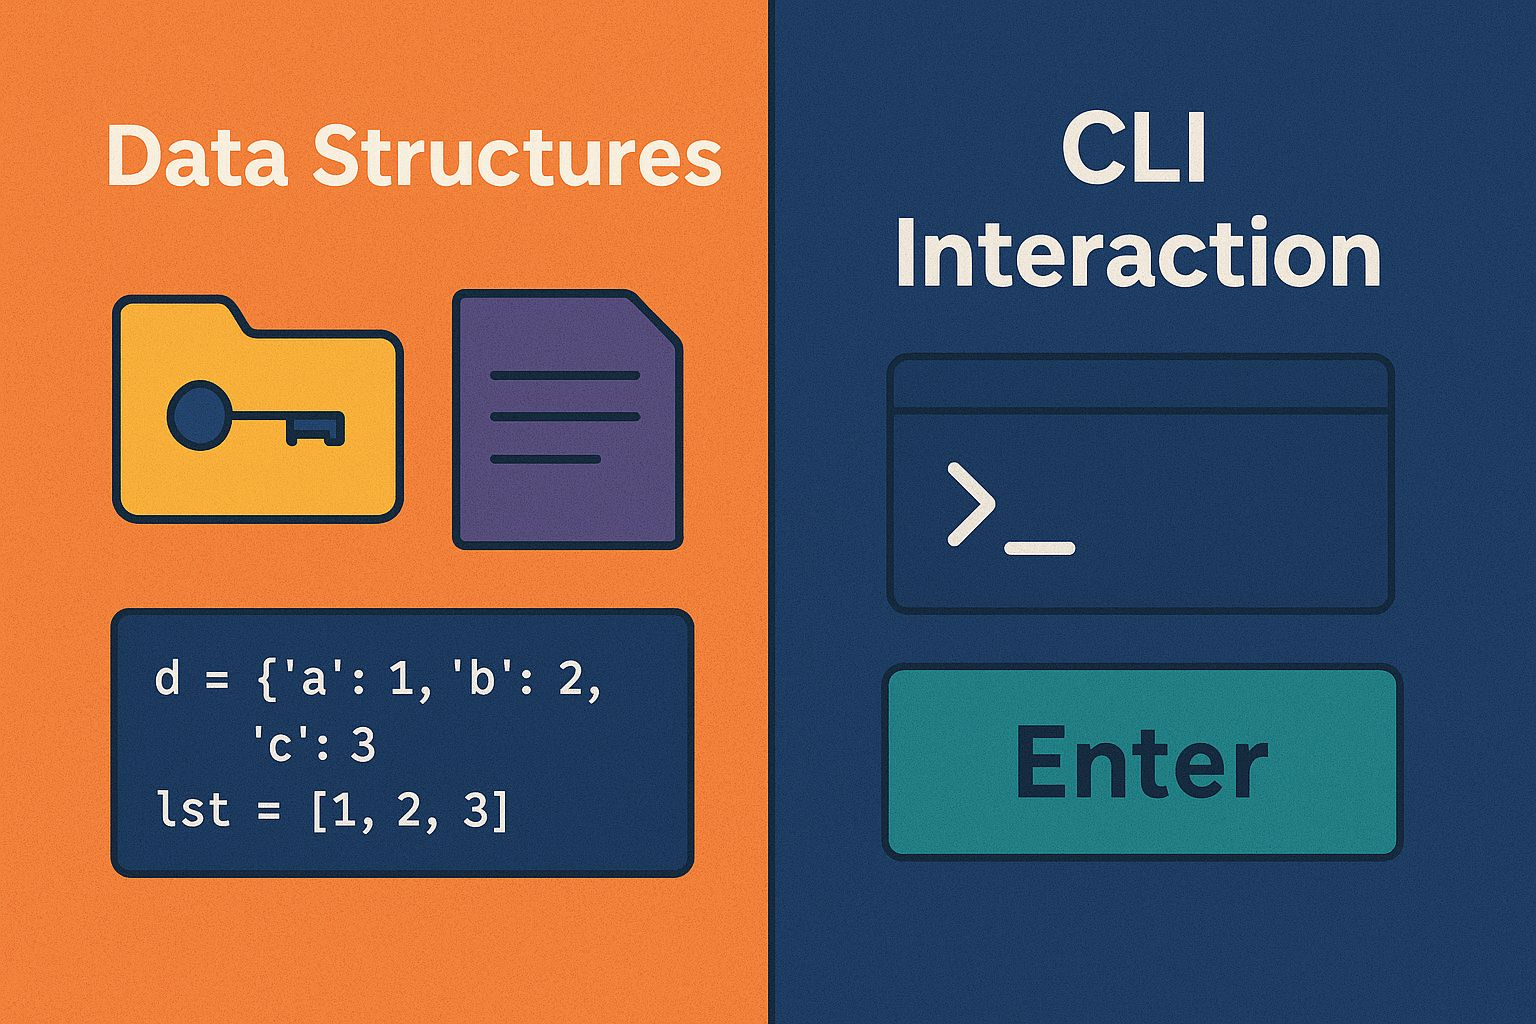 Data Structures
d = {'a': 1, 'b': 2,
'c': 3
lst = [1, 2, 3]
CLI
Interaction
>_
Enter